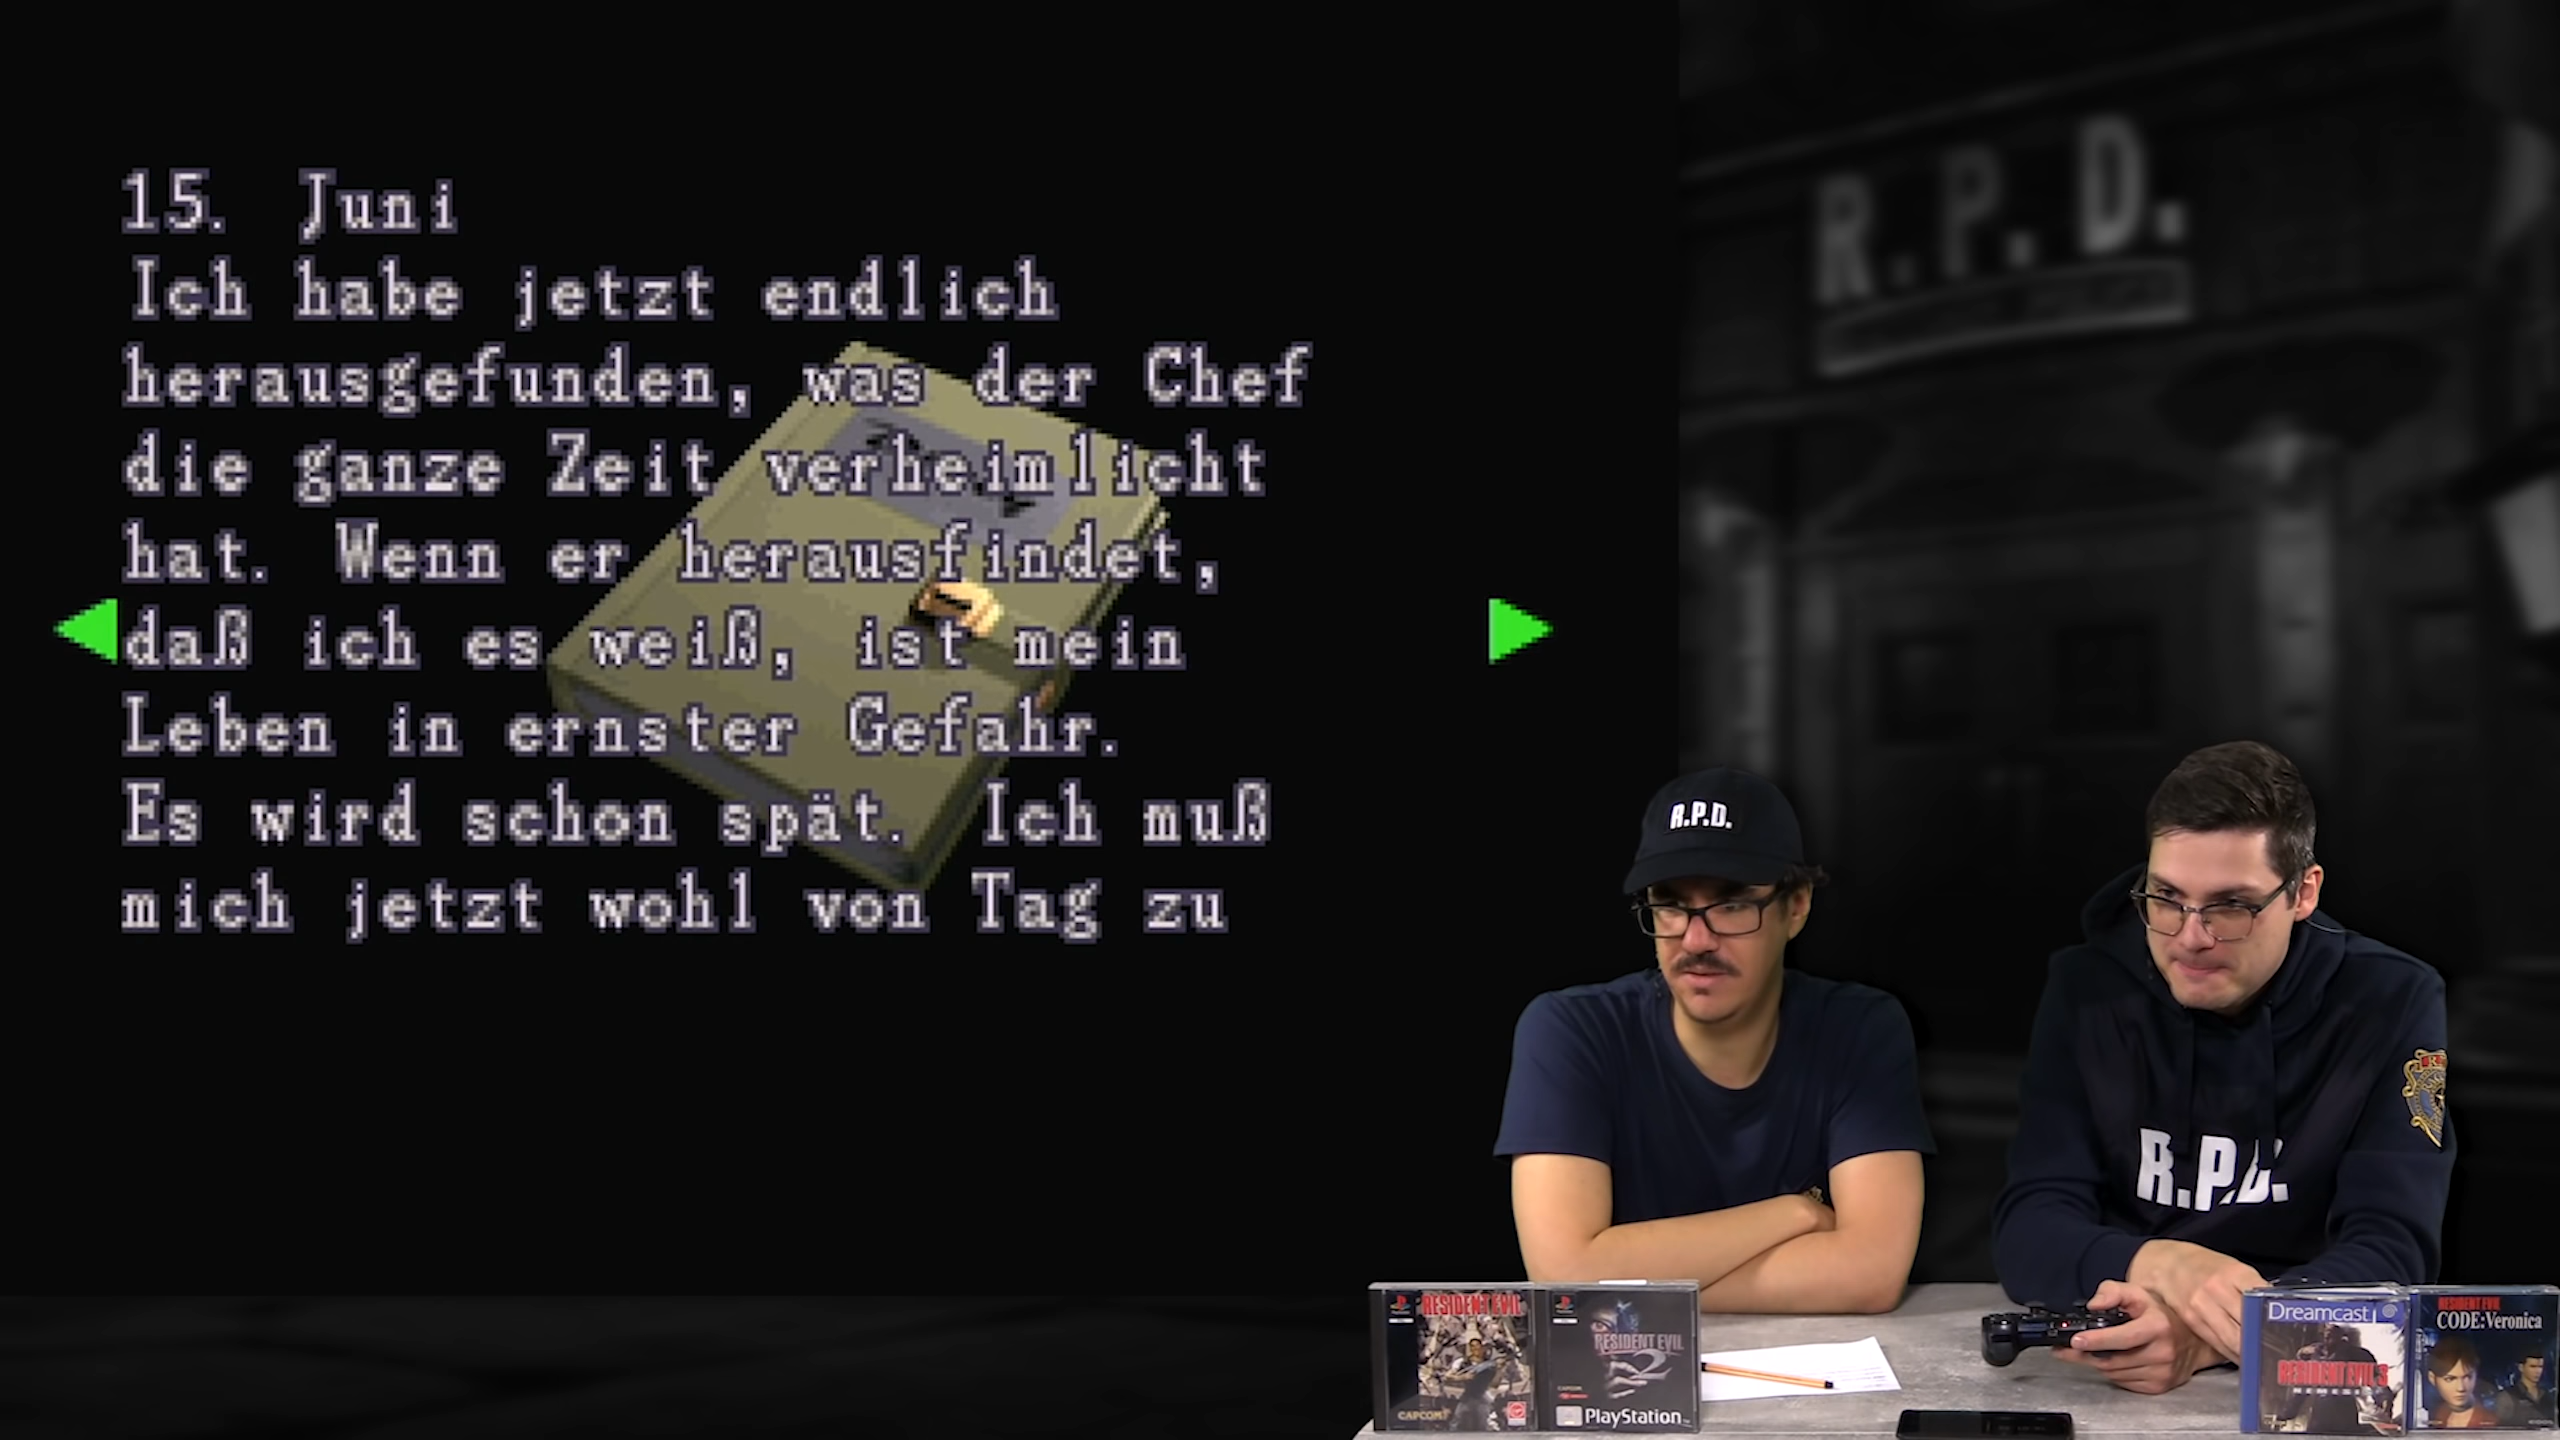 15. Juni
Ich habe jetzt endlich
herausgefunden, was der Chef
die ganze Zeit verheimlicht
hat. Wenn er herausfindet,
daß ich es weiß, ist mein
Leben in ernster Gefahr.
Es wird schon spät. Ich muß
mich jetzt wohl von Tag zu
R.P.D.
R.P.D.
R.P.D.
RESIDENT EVIL
CAPCOM
RESIDENT EVIL
2
PlayStation
Dreamcast
RESIDENT EVIL 3
NEMESIS
RESIDENT EVIL
CODE:Veronica